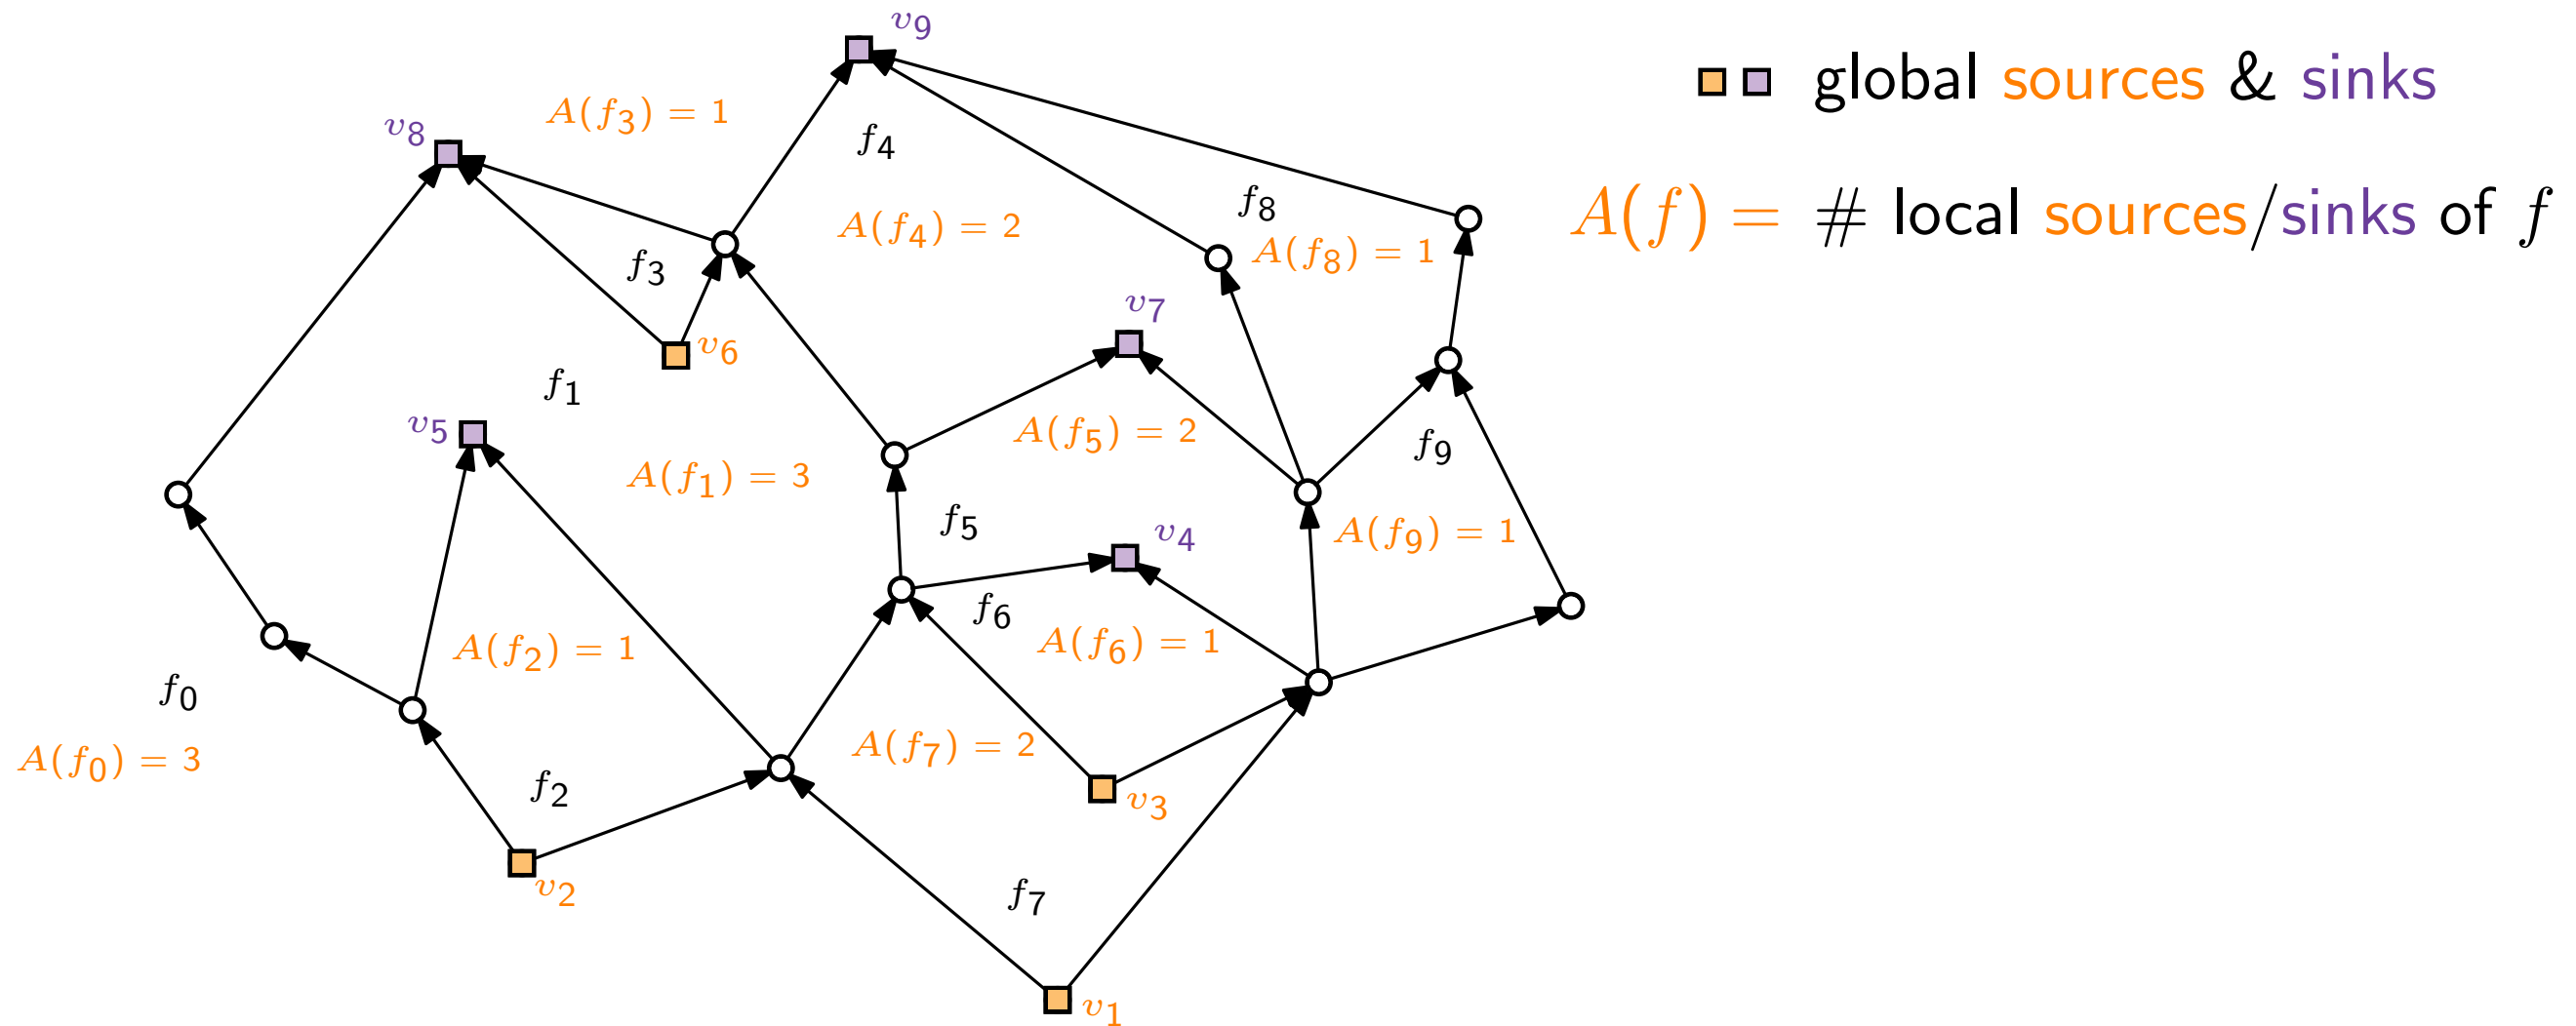 v9
global sources & sinks
A(f3) = 1
v8
f4
f8
A(f) = # local sources/sinks of f
A(f4) = 2
A(f8) = 1
f3
v7
v6
f1
v5
A(f5) = 2
f9
A(f1) = 3
f5
v4
A(f9) = 1
f6
A(f2) = 1
A(f6) = 1
f0
A(f7) = 2
A(f0) = 3
f2
v3
v2
f7
v1